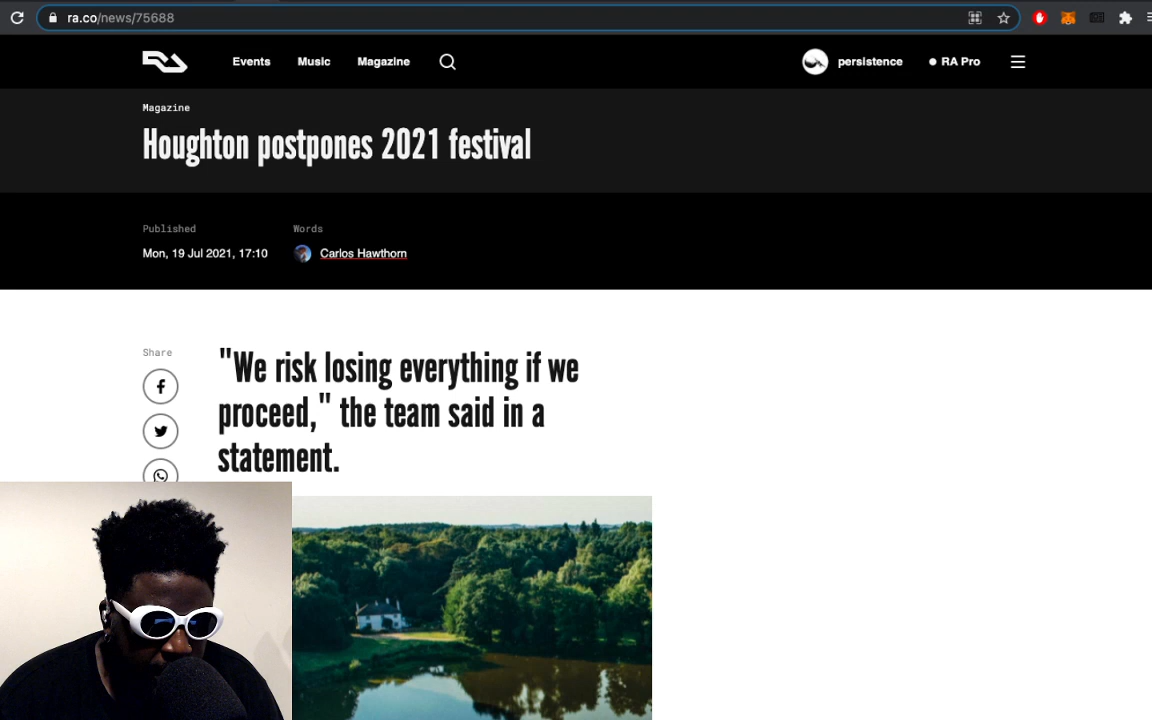 ra.co/news/75688
Events Music Magazine persistence RA Pro
Magazine
Houghton postpones 2021 festival
Published Words
Mon, 19 Jul 2021, 17:10 Carlos Hawthorn
Share
"We risk losing everything if we
proceed," the team said in a
statement.